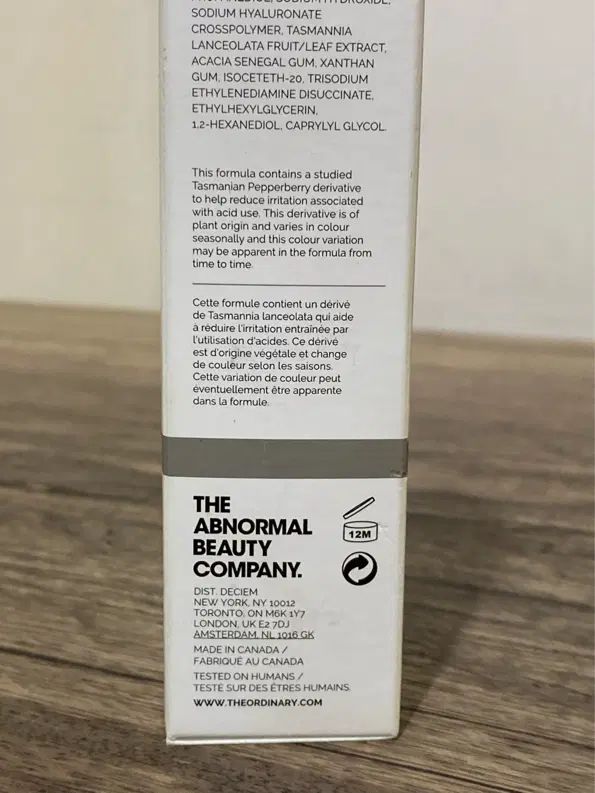 SODIUM HYALURONATE
CROSSPOLYMER, TASMANNIA
LANCEOLATA FRUIT/LEAF EXTRACT,
ACACIA SENEGAL GUM, XANTHAN
GUM, ISOCETETH-20, TRISODIUM
ETHYLENEDIAMINE DISUCCINATE,
ETHYLHEXYLGLYCERIN,
1,2-HEXANEDIOL, CAPRYLYL GLYCOL.
This formula contains a studied
Tasmanian Pepperberry derivative
to help reduce irritation associated
with acid use. This derivative is of
plant origin and varies in colour
seasonally and this colour variation
may be apparent in the formula from
time to time.
Cette formule contient un dérivé
de Tasmannia lanceolata qui aide
à réduire l'irritation entraînée par
l'utilisation d'acides. Ce dérivé
est d'origine végétale et change
de couleur selon les saisons.
Cette variation de couleur peut
éventuellement être apparente
dans la formule.
THE
ABNORMAL
BEAUTY
COMPANY.
12M
DIST. DECIEM
NEW YORK, NY 10012
TORONTO, ON M6K 1Y7
LONDON, UK E2 7DJ
AMSTERDAM, NL 1016 GK
MADE IN CANADA /
FABRIQUÉ AU CANADA
TESTED ON HUMANS /
TESTÉ SUR DES ÊTRES HUMAINS.
WWW.THEORDINARY.COM